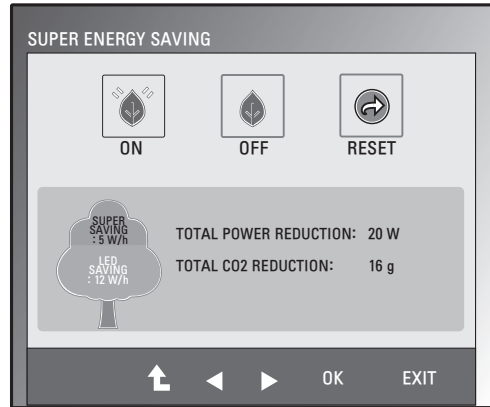 SUPER ENERGY SAVING
ON OFF RESET
SUPER
SAVING
: 5 W/h
LED
SAVING
: 12 W/h
TOTAL POWER REDUCTION: 20 W
TOTAL CO2 REDUCTION: 16 g
OK EXIT